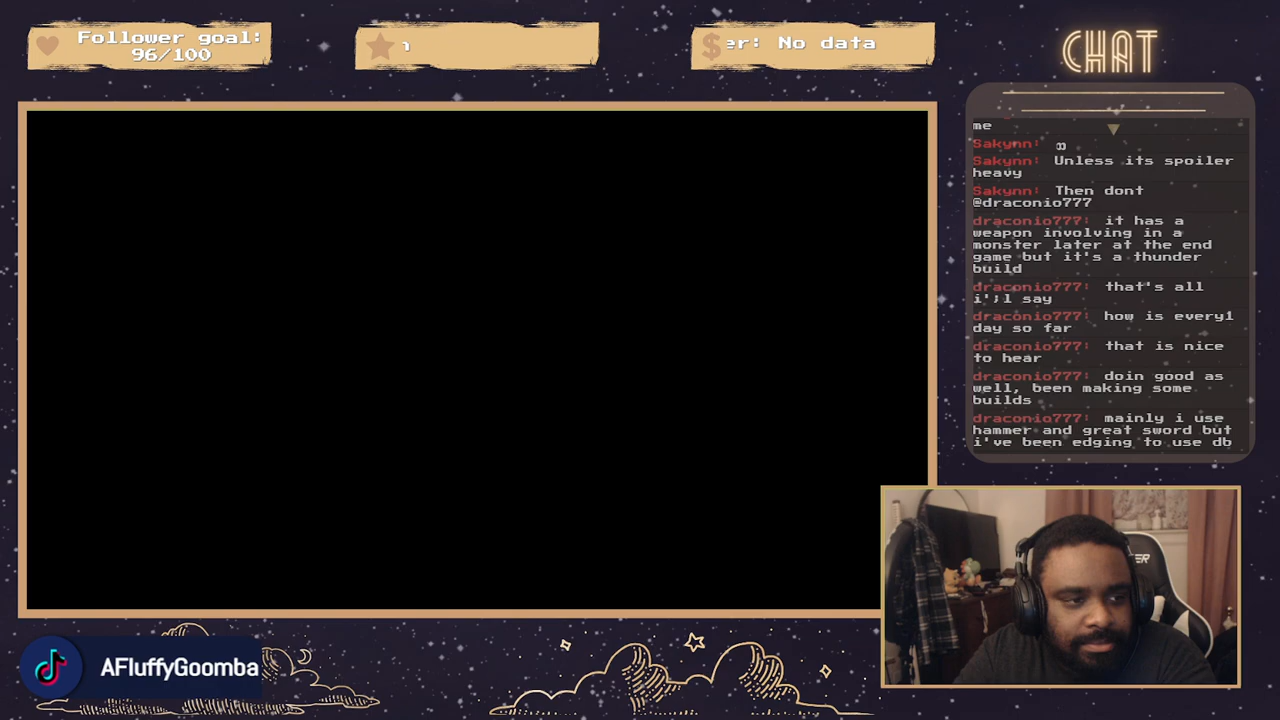 Follower goal:
96/100
er: No data
CHAT
me
Sakynn:
Sakynn: Unless its spoiler
heavy
Sakynn: Then dont
@draconio777
draconio777: it has a
weapon involving in a
monster later at the end
game but it's a thunder
build
draconio777: that's all
i';l say
draconio777: how is every1
day so far
draconio777: that is nice
to hear
draconio777: doin good as
well, been making some
builds
draconio777: mainly i use
hammer and great sword but
i've been edging to use db
ER
AFluffyGoomba